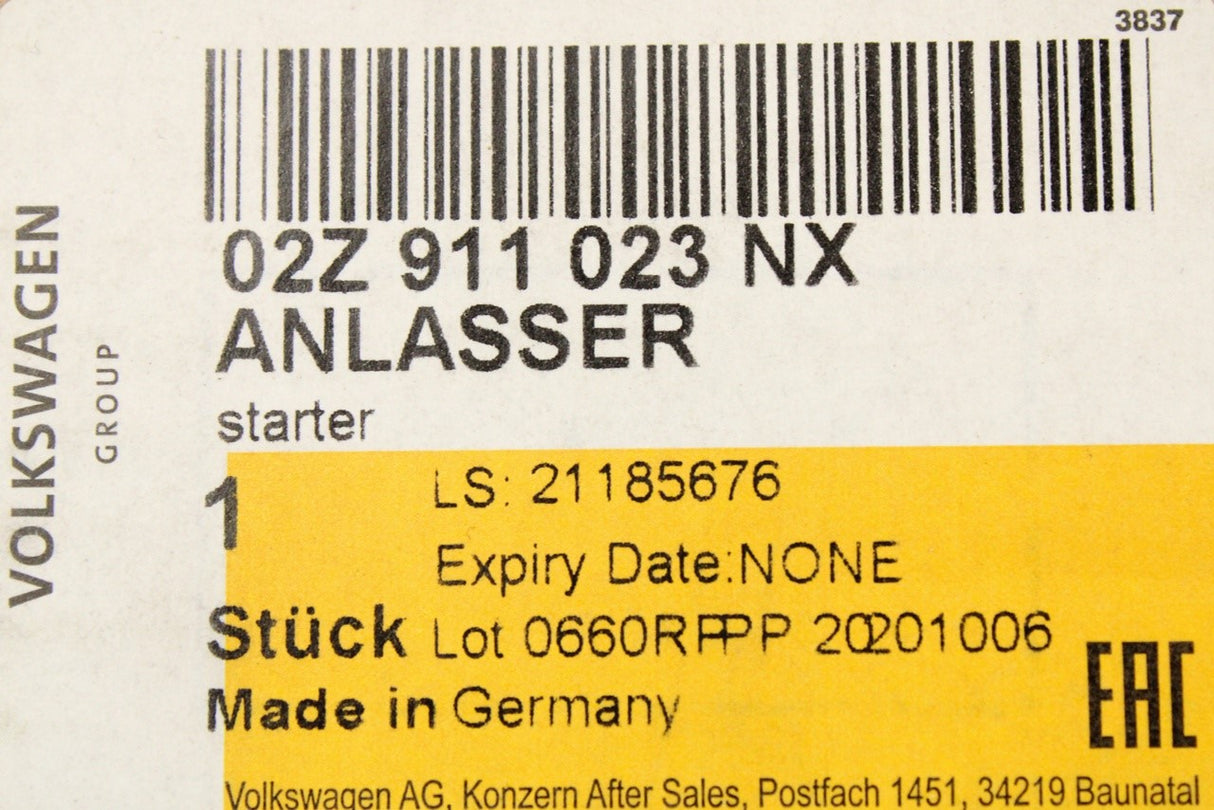 3837
02Z 911 023 NX
ANLASSER
starter
1
LS: 21185676
Expiry Date:NONE
Stück Lot 0660RPPP 20201006
Made in Germany
EAC
Volkswagen AG, Konzern After Sales, Postfach 1451, 34219 Baunatal
VOLKSWAGEN
GROUP